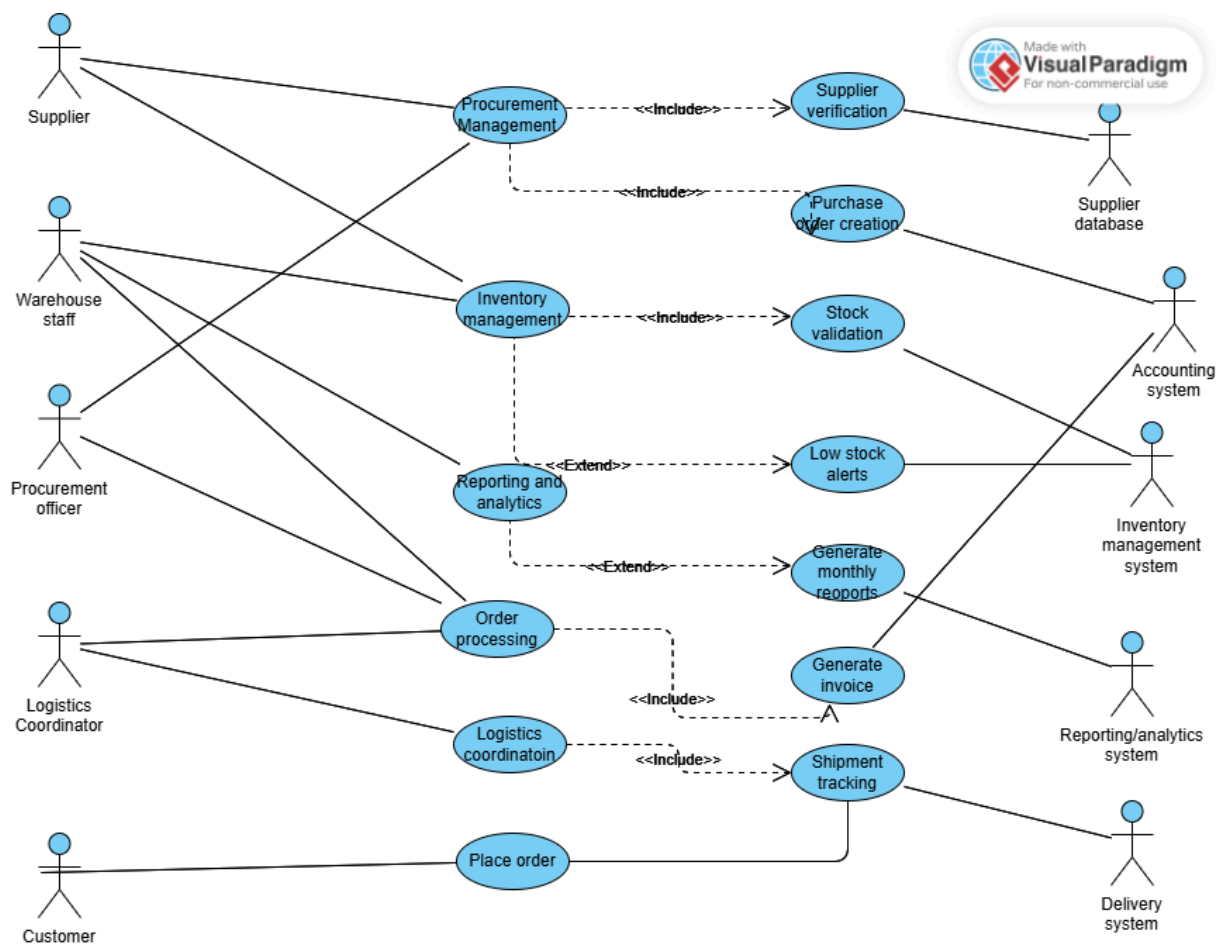 Made with
Visual Paradigm
For non-commercial use
Supplier
Procurement
Management
<<Include>>
Supplier
verification
Supplier
database
<<Include>>
Purchase
order creation
Warehouse
staff
Inventory
management
<<Include>>
Stock
validation
Accounting
system
Procurement
officer
Reporting and
analytics
<<Extend>>
Low stock
alerts
Inventory
management
system
<<Extend>>
Generate
monthly
reoports
Logistics
Coordinator
Order
processing
<<Include>>
Generate
invoice
Reporting/analytics
system
Logistics
coordinatoin
<<Include>>
Shipment
tracking
Customer
Place order
Delivery
system